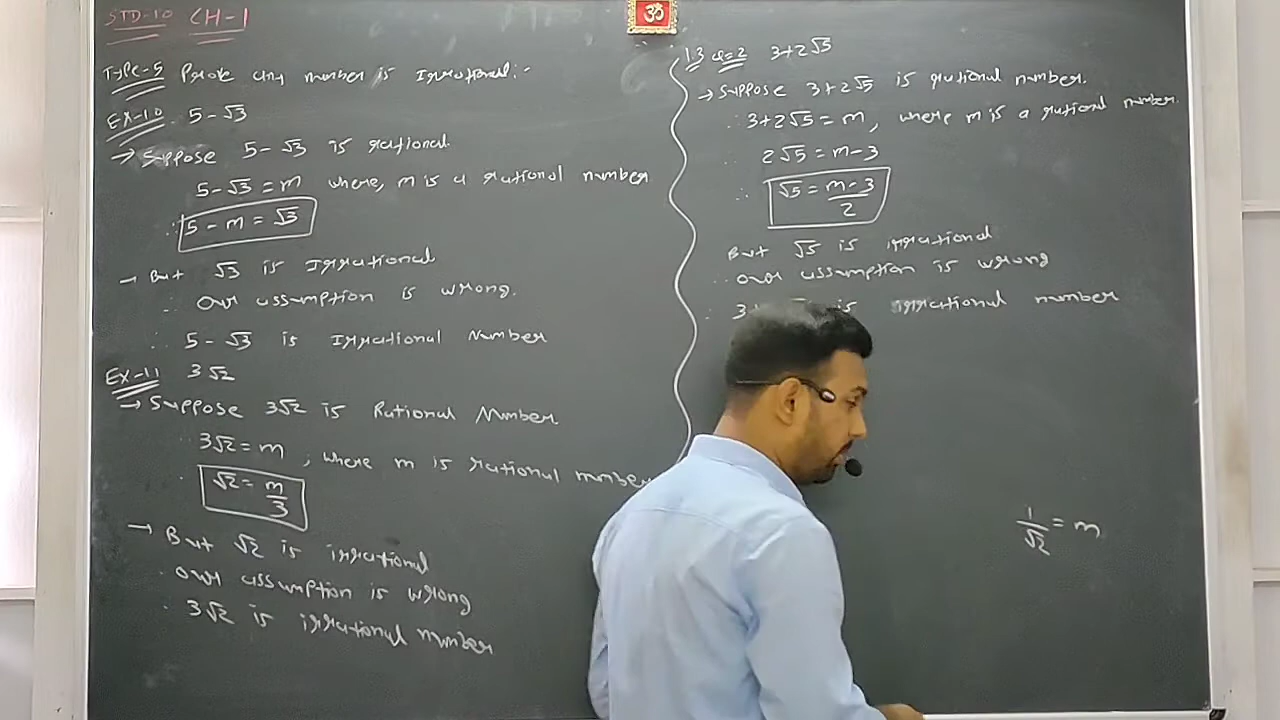 STD-10 CH-1
Type-5 Prove any number is Irrational:-
EX-10. 5-√3
→ Suppose 5-√3 is rational.
5-√3 = m where, m is a rational number
∴ 5-m = √3
→ But √3 is Irrational
∴ Our assumption is wrong.
∴ 5-√3 is Irrational Number
EX-11 3√2
→ Suppose 3√2 is Rational Number
∴ 3√2 = m, where m is rational number
∴ √2 = m/3
→ But √2 is irrational
∴ Our assumption is wrong
∴ 3√2 is irrational number
1.3 Q=2 3+2√5
→ Suppose 3+2√5 is rational number.
∴ 3+2√5 = m, where m is a rational number.
∴ 2√5 = m-3
∴ √5 = m-3/2
But √5 is irrational
∴ Our assumption is wrong
∴ is irrational number
1/√2 = m
ॐ